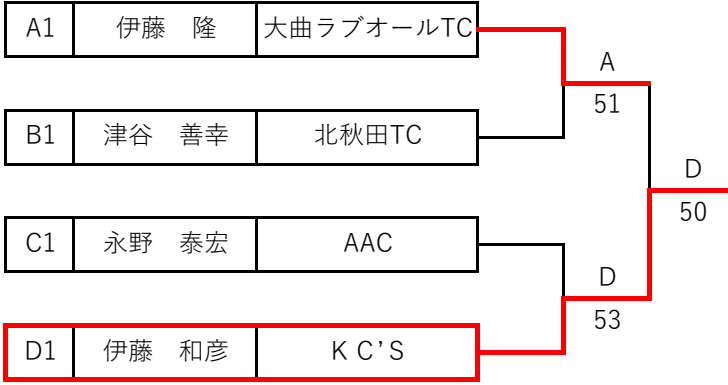 A1 伊藤　隆 大曲ラブオールTC
A
51
B1 津谷　善幸 北秋田TC
D
50
C1 永野　泰宏 AAC
D
53
D1 伊藤　和彦 K C’S